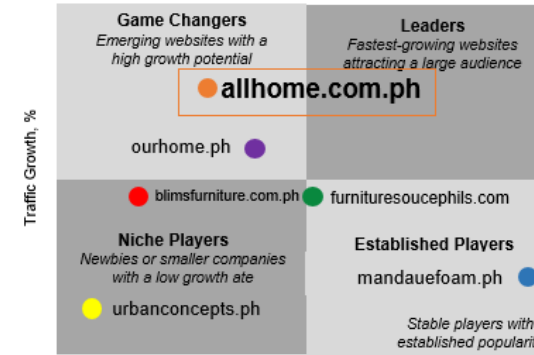 Game Changers
Emerging websites with a
high growth potential
Leaders
Fastest-growing websites
attracting a large audience
allhome.com.ph
ourhome.ph
Traffic Growth, %
blimsfurniture.com.ph
furnituresoucephils.com
Niche Players
Newbies or smaller companies
with a low growth ate
Established Players
mandauefoam.ph
urbanconcepts.ph
Stable players with
established popularit